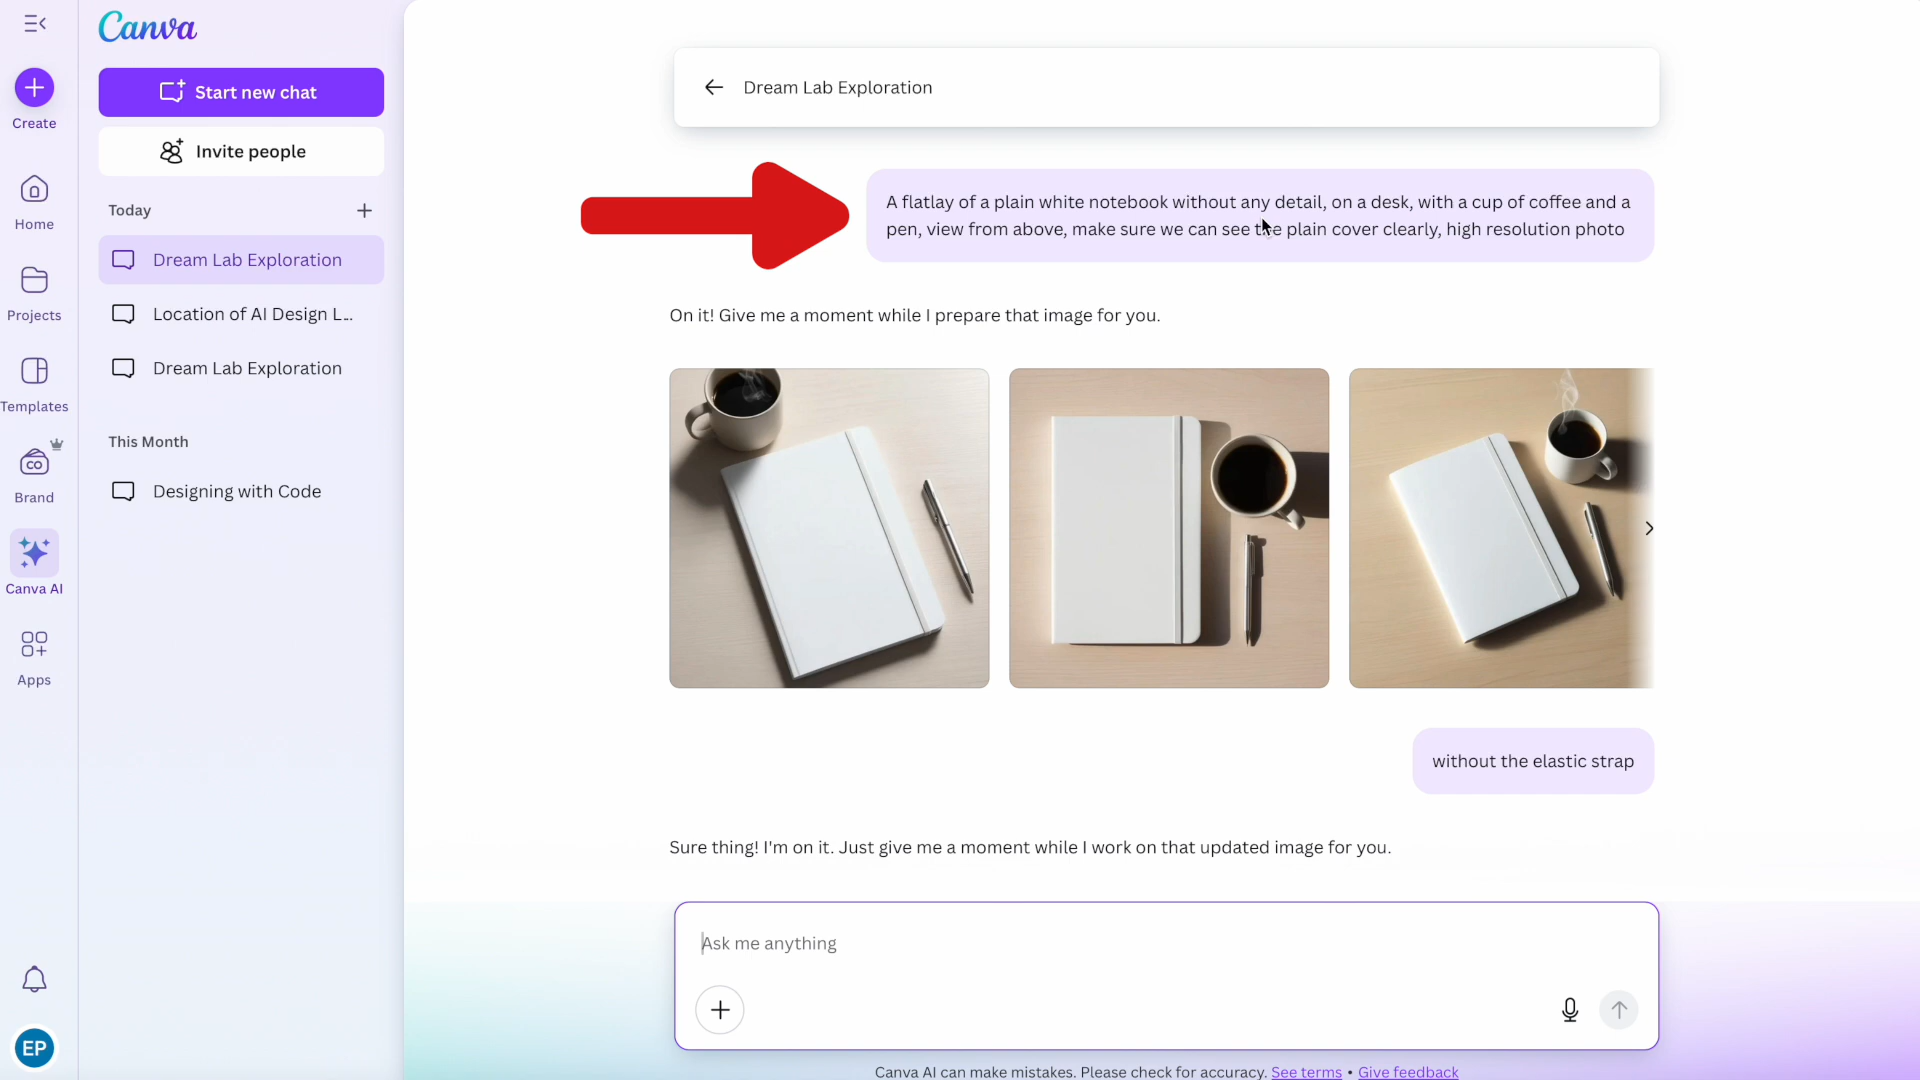 Canva
Start new chat
Invite people
Create
Home
Projects
Templates
CO
Brand
Canva AI
Apps
EP
Today
Dream Lab Exploration
Location of AI Design L...
Dream Lab Exploration
This Month
Designing with Code
Dream Lab Exploration
A flatlay of a plain white notebook without any detail, on a desk, with a cup of coffee and a
pen, view from above, make sure we can see the plain cover clearly, high resolution photo
On it! Give me a moment while I prepare that image for you.
without the elastic strap
Sure thing! I'm on it. Just give me a moment while I work on that updated image for you.
Ask me anything
Canva AI can make mistakes. Please check for accuracy. See terms • Give feedback